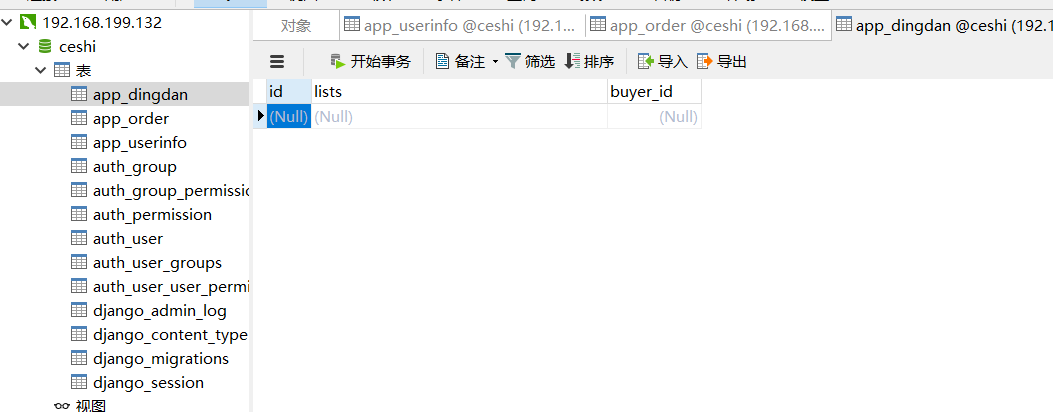 192.168.199.132
ceshi
表
app_dingdan
app_order
app_userinfo
auth_group
auth_group_permissio
auth_permission
auth_user
auth_user_groups
auth_user_user_permi
django_admin_log
django_content_type
django_migrations
django_session
视图
对象 app_userinfo @ceshi (192.1... app_order @ceshi (192.168.... app_dingdan @ceshi (192.1
开始事务 备注 筛选 排序 导入 导出
id lists buyer_id
(Null) (Null) (Null)